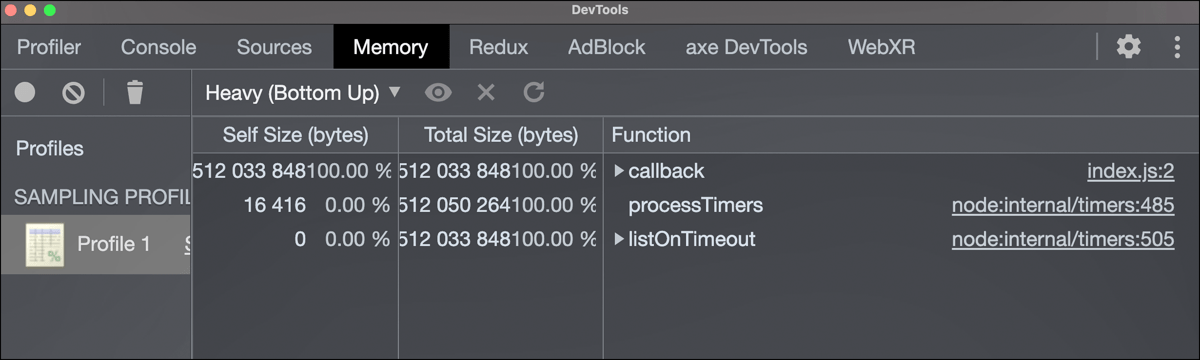 DevTools
Profiler Console Sources Memory Redux AdBlock axe DevTools WebXR
Heavy (Bottom Up) ▼
Profiles
SAMPLING PROFIL
Profile 1 S
Self Size (bytes) Total Size (bytes) Function
512 033 848 100.00 % 512 033 848 100.00 % callback index.js:2
16 416 0.00 % 512 050 264 100.00 % processTimers node:internal/timers:485
0 0.00 % 512 033 848 100.00 % listOnTimeout node:internal/timers:505